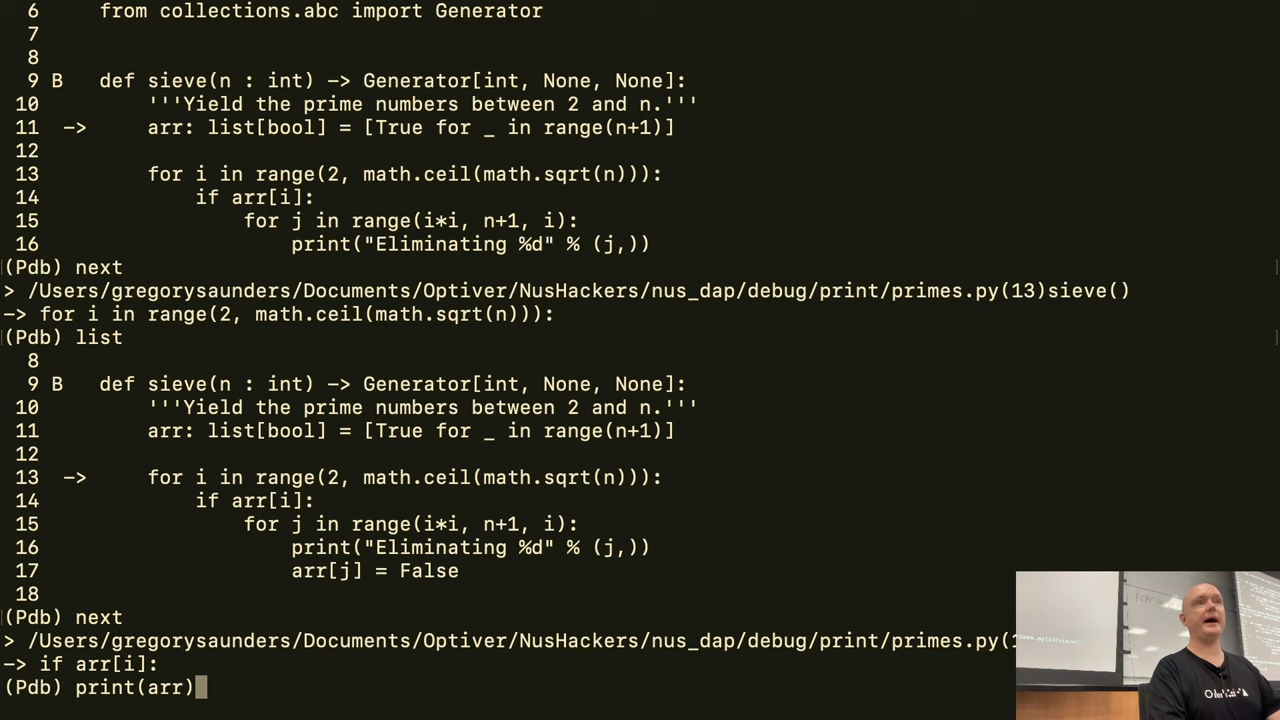 6      from collections.abc import Generator
7
8
9 B    def sieve(n : int) -> Generator[int, None, None]:
10          '''Yield the prime numbers between 2 and n.'''
11  ->      arr: list[bool] = [True for _ in range(n+1)]
12
13          for i in range(2, math.ceil(math.sqrt(n))):
14              if arr[i]:
15                  for j in range(i*i, n+1, i):
16                      print("Eliminating %d" % (j,))
(Pdb) next
> /Users/gregorysaunders/Documents/Optiver/NusHackers/nus_dap/debug/print/primes.py(13)sieve()
-> for i in range(2, math.ceil(math.sqrt(n))):
(Pdb) list
8
9 B    def sieve(n : int) -> Generator[int, None, None]:
10          '''Yield the prime numbers between 2 and n.'''
11          arr: list[bool] = [True for _ in range(n+1)]
12
13  ->      for i in range(2, math.ceil(math.sqrt(n))):
14              if arr[i]:
15                  for j in range(i*i, n+1, i):
16                      print("Eliminating %d" % (j,))
17                      arr[j] = False
18
(Pdb) next
> /Users/gregorysaunders/Documents/Optiver/NusHackers/nus_dap/debug/print/primes.py(1
-> if arr[i]:
(Pdb) print(arr)